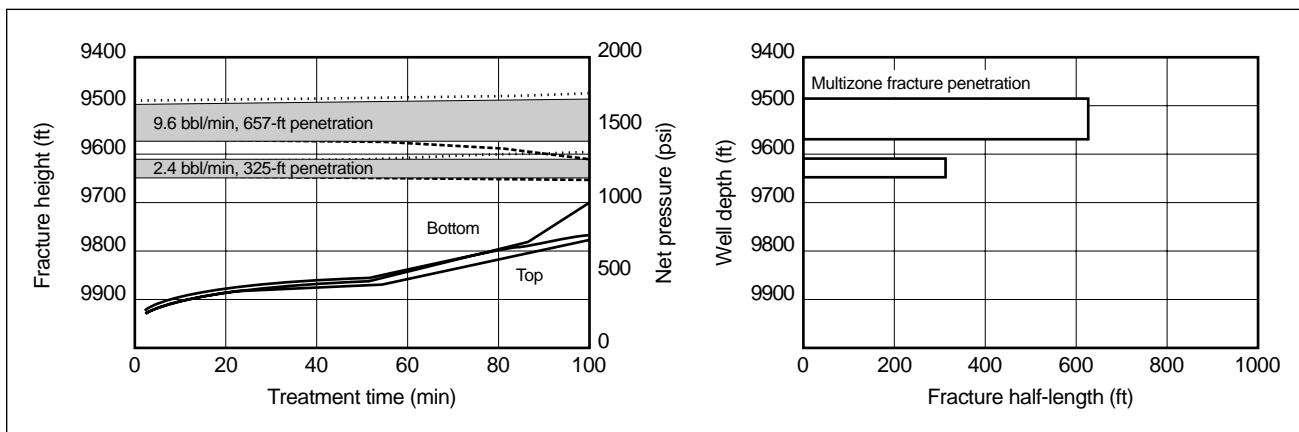 Fracture height (ft)
9400
9500
9600
9700
9800
9900
9.6 bbl/min, 657-ft penetration
2.4 bbl/min, 325-ft penetration
Bottom
Top
0
20
40
60
80
100
Treatment time (min)
2000
1500
1000
500
0
Net pressure (psi)
Well depth (ft)
9400
9500
9600
9700
9800
9900
Multizone fracture penetration
0
200
400
600
800
1000
Fracture half-length (ft)